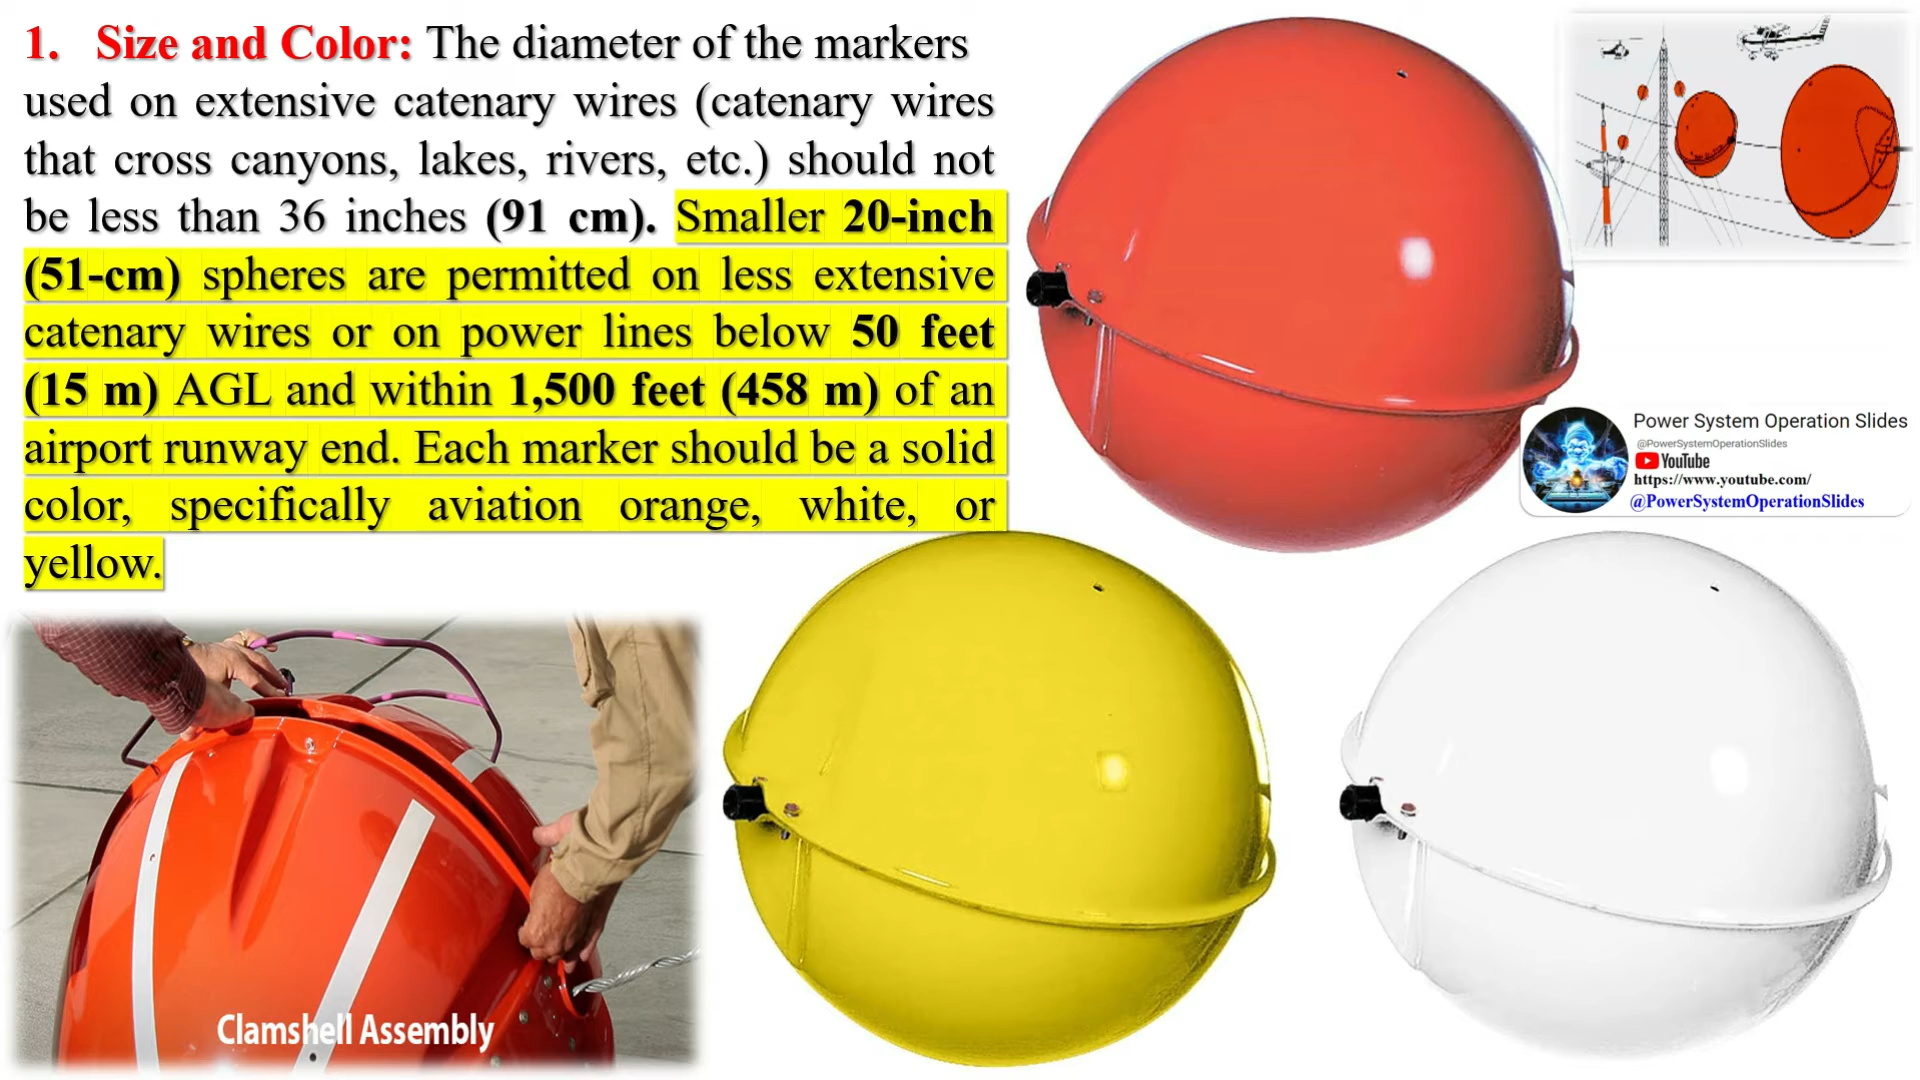 1. Size and Color: The diameter of the markers
used on extensive catenary wires (catenary wires
that cross canyons, lakes, rivers, etc.) should not
be less than 36 inches (91 cm). Smaller 20-inch
(51-cm) spheres are permitted on less extensive
catenary wires or on power lines below 50 feet
(15 m) AGL and within 1,500 feet (458 m) of an
airport runway end. Each marker should be a solid
color, specifically aviation orange, white, or
yellow.
Power System Operation Slides
@PowerSystemOperationSlides
YouTube
https://www.youtube.com/
@PowerSystemOperationSlides
Clamshell Assembly